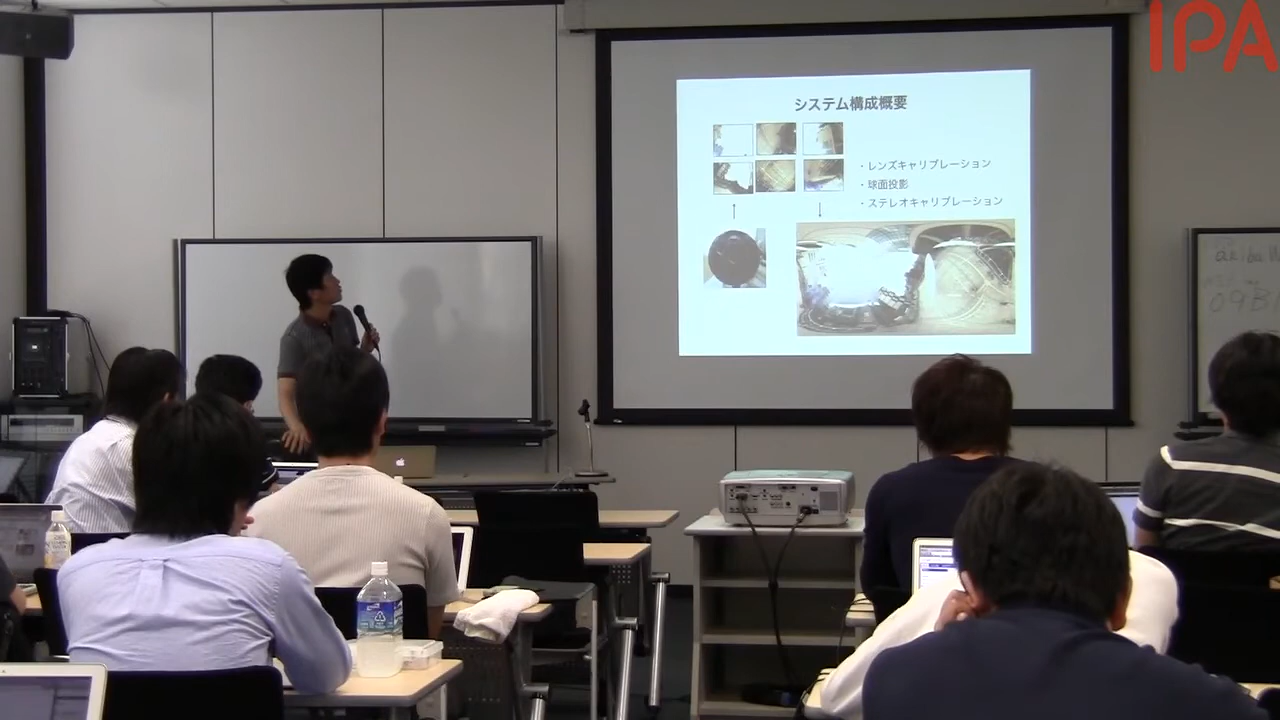 IPA
システム構成概要
・レンズキャリブレーション
・球面投影
・ステレオキャリブレーション